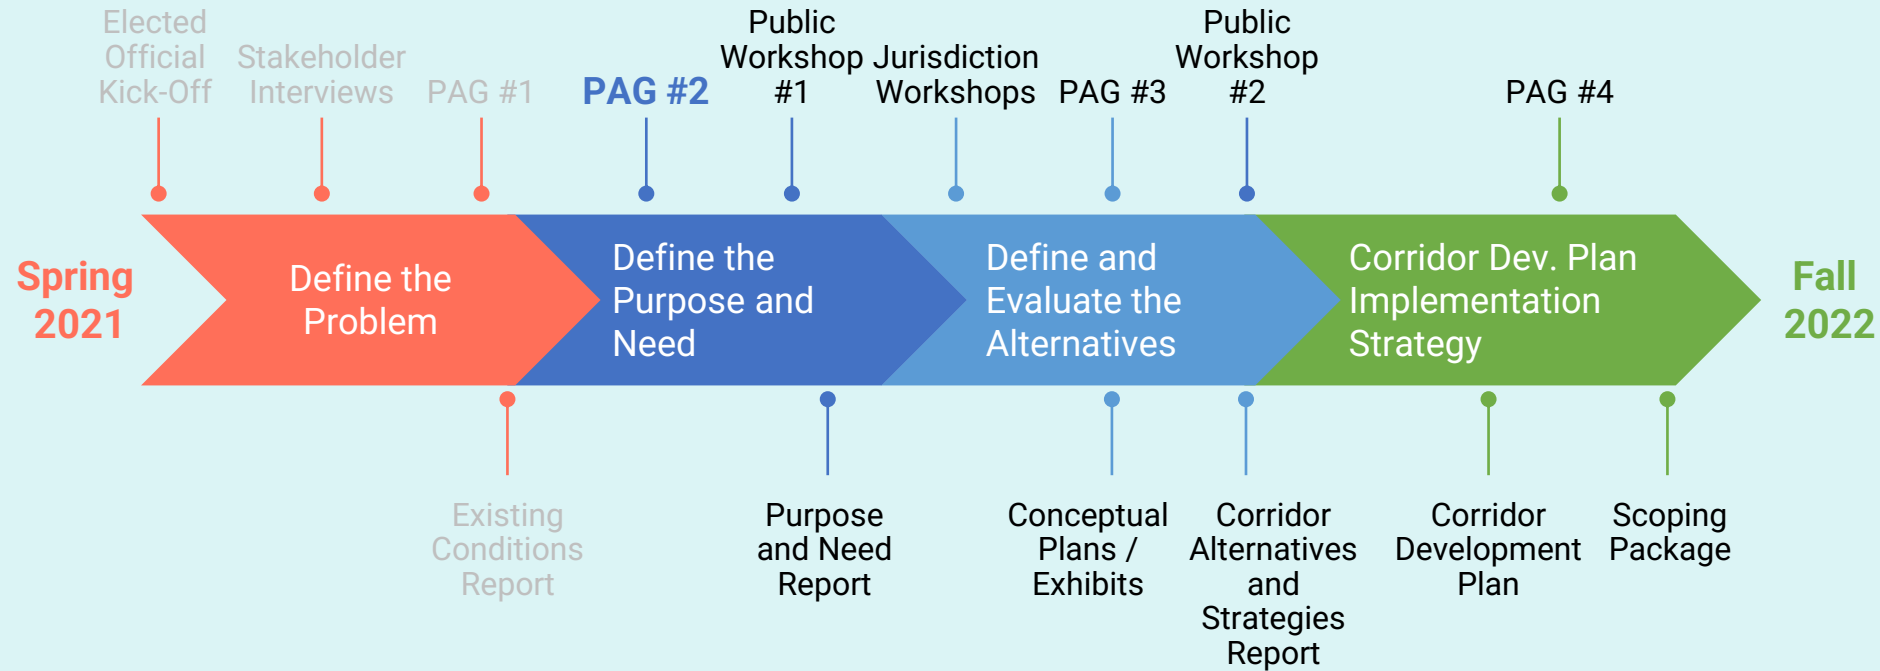 Elected
Official
Kick-Off
Stakeholder
Interviews
PAG #1
PAG #2
Public
Workshop
#1
Jurisdiction
Workshops
PAG #3
Public
Workshop
#2
PAG #4
Spring
2021
Define the
Problem
Define the
Purpose and
Need
Define and
Evaluate the
Alternatives
Corridor Dev. Plan
Implementation
Strategy
Fall
2022
Existing
Conditions
Report
Purpose
and Need
Report
Conceptual
Plans /
Exhibits
Corridor
Alternatives
and
Strategies
Report
Corridor
Development
Plan
Scoping
Package